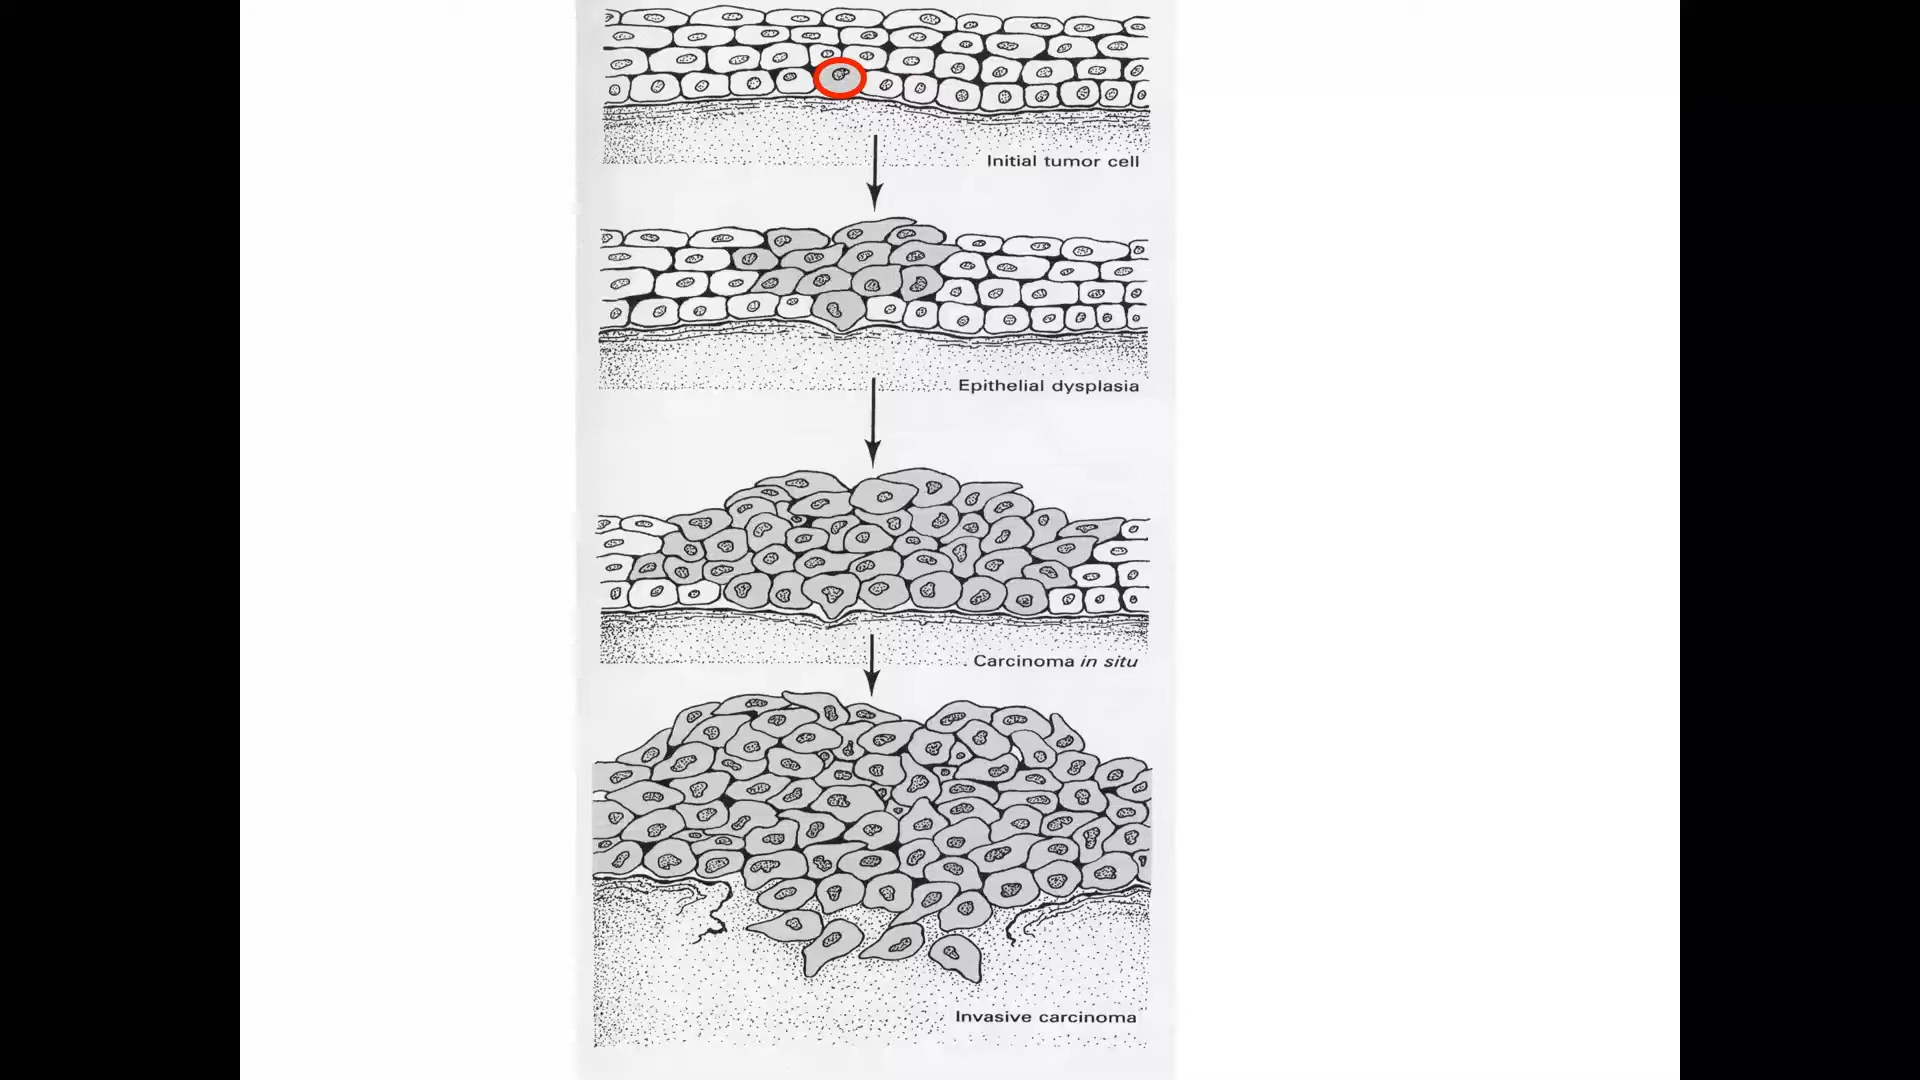 Initial tumor cell
Epithelial dysplasia
Carcinoma in situ
Invasive carcinoma